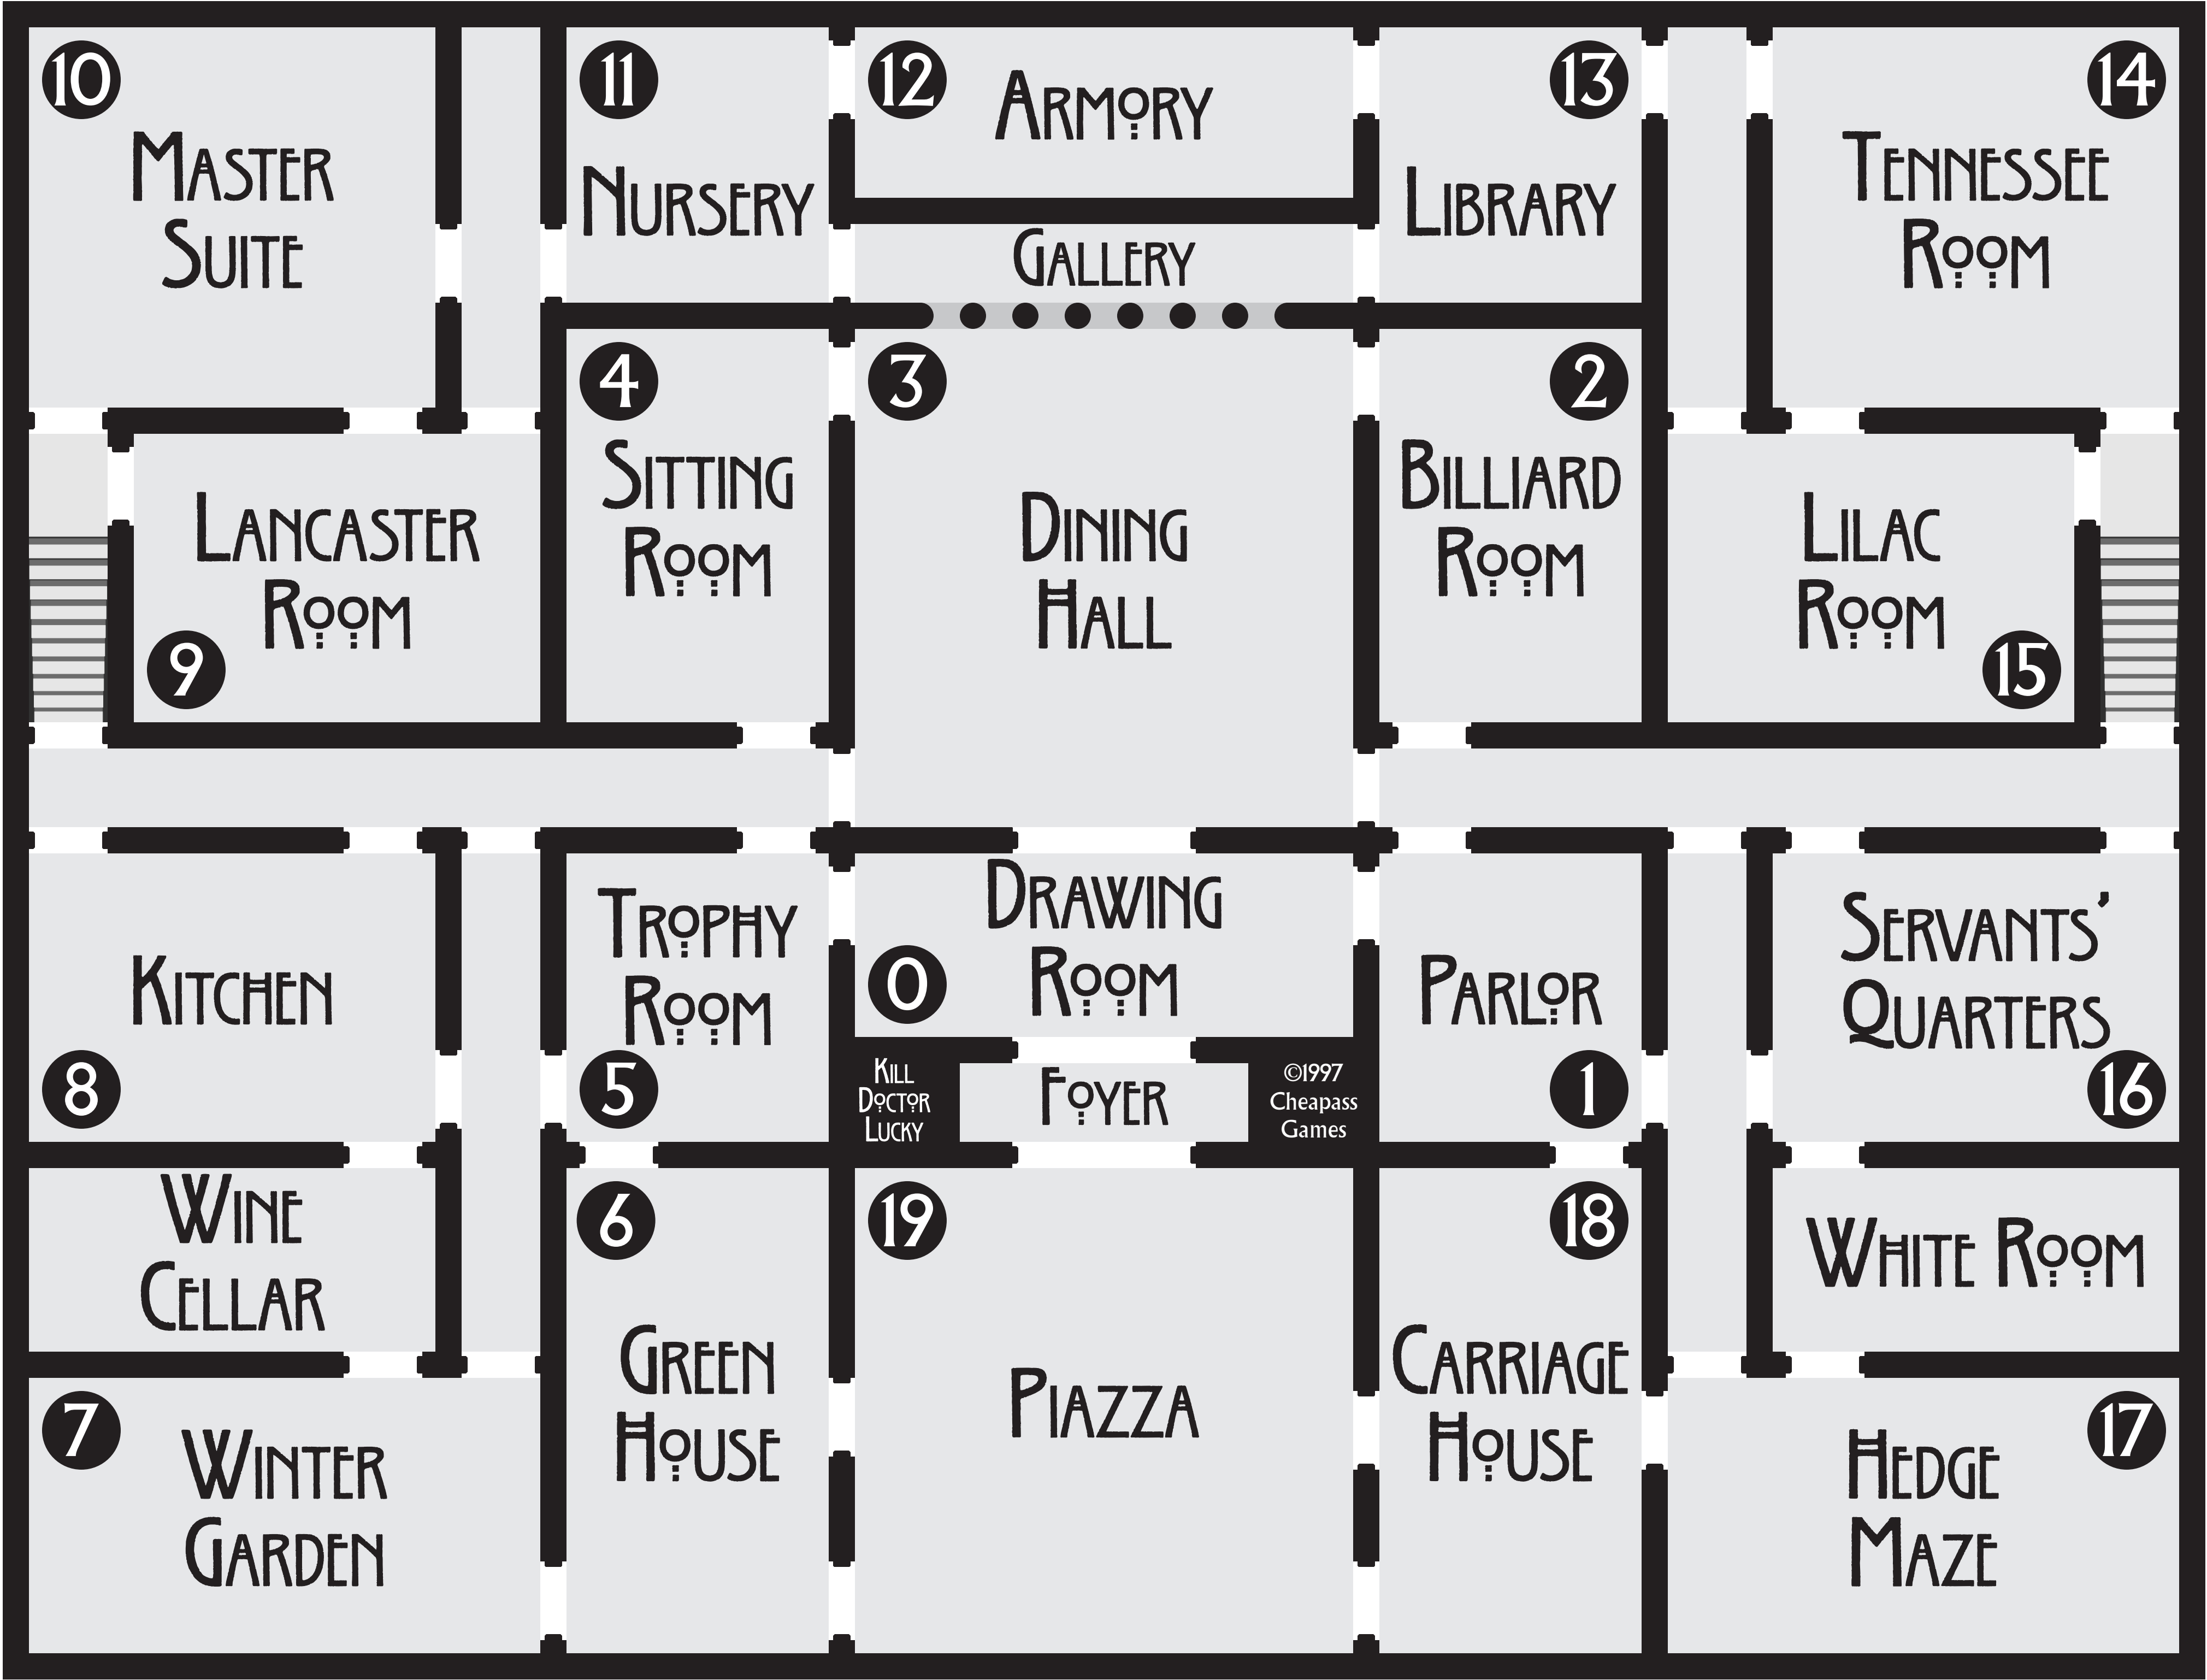 10
Master
Suite
11
Nursery
12
Armory
Gallery
13
Library
14
Tennessee
Room
Lancaster
Room
9
4
Sitting
Room
3
Dining
Hall
2
Billiard
Room
Lilac
Room
15
Kitchen
8
Trophy
Room
5
Drawing
Room
0
Kill
Doctor
Lucky
Foyer
©1997
Cheapass
Games
Parlor
1
Servants'
Quarters
16
Wine
Cellar
6
Green
House
19
Piazza
18
Carriage
House
White Room
7
Winter
Garden
17
Hedge
Maze